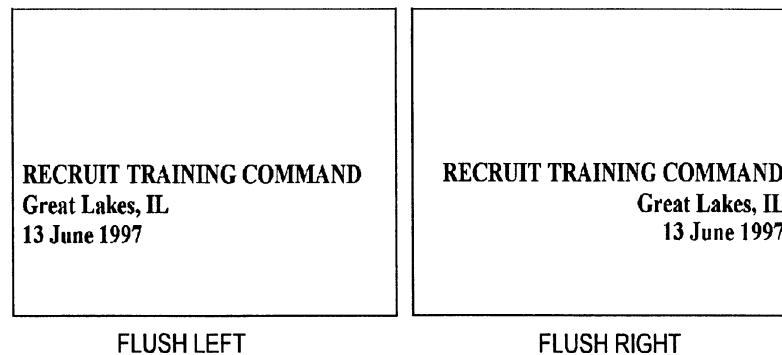 RECRUIT TRAINING COMMAND
Great Lakes, IL
13 June 1997
FLUSH LEFT
RECRUIT TRAINING COMMAND
Great Lakes, IL
13 June 1997
FLUSH RIGHT